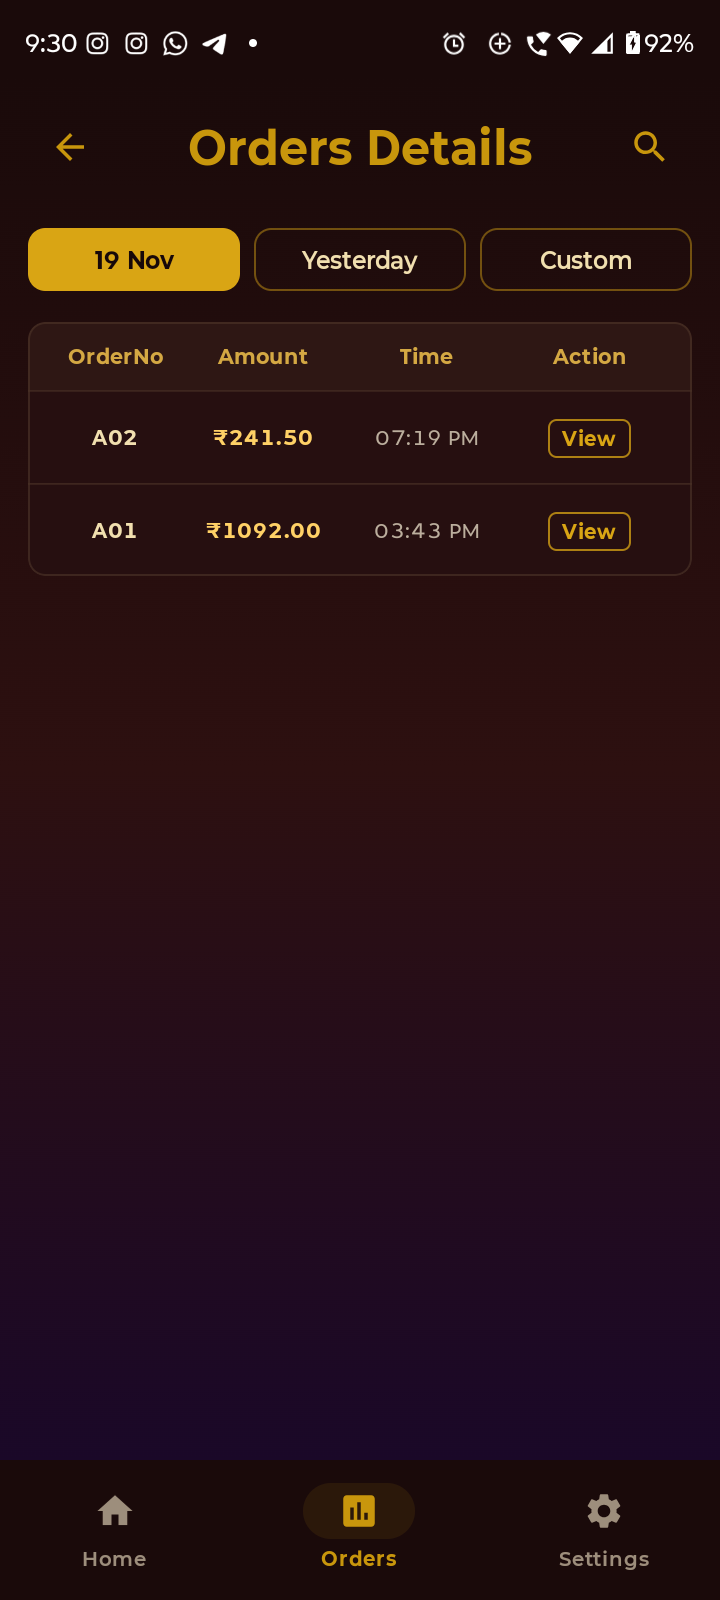 9:30 92%
Orders Details
19 Nov Yesterday Custom
OrderNo Amount Time Action
A02 ₹241.50 07:19 PM View
A01 ₹1092.00 03:43 PM View
Home Orders Settings